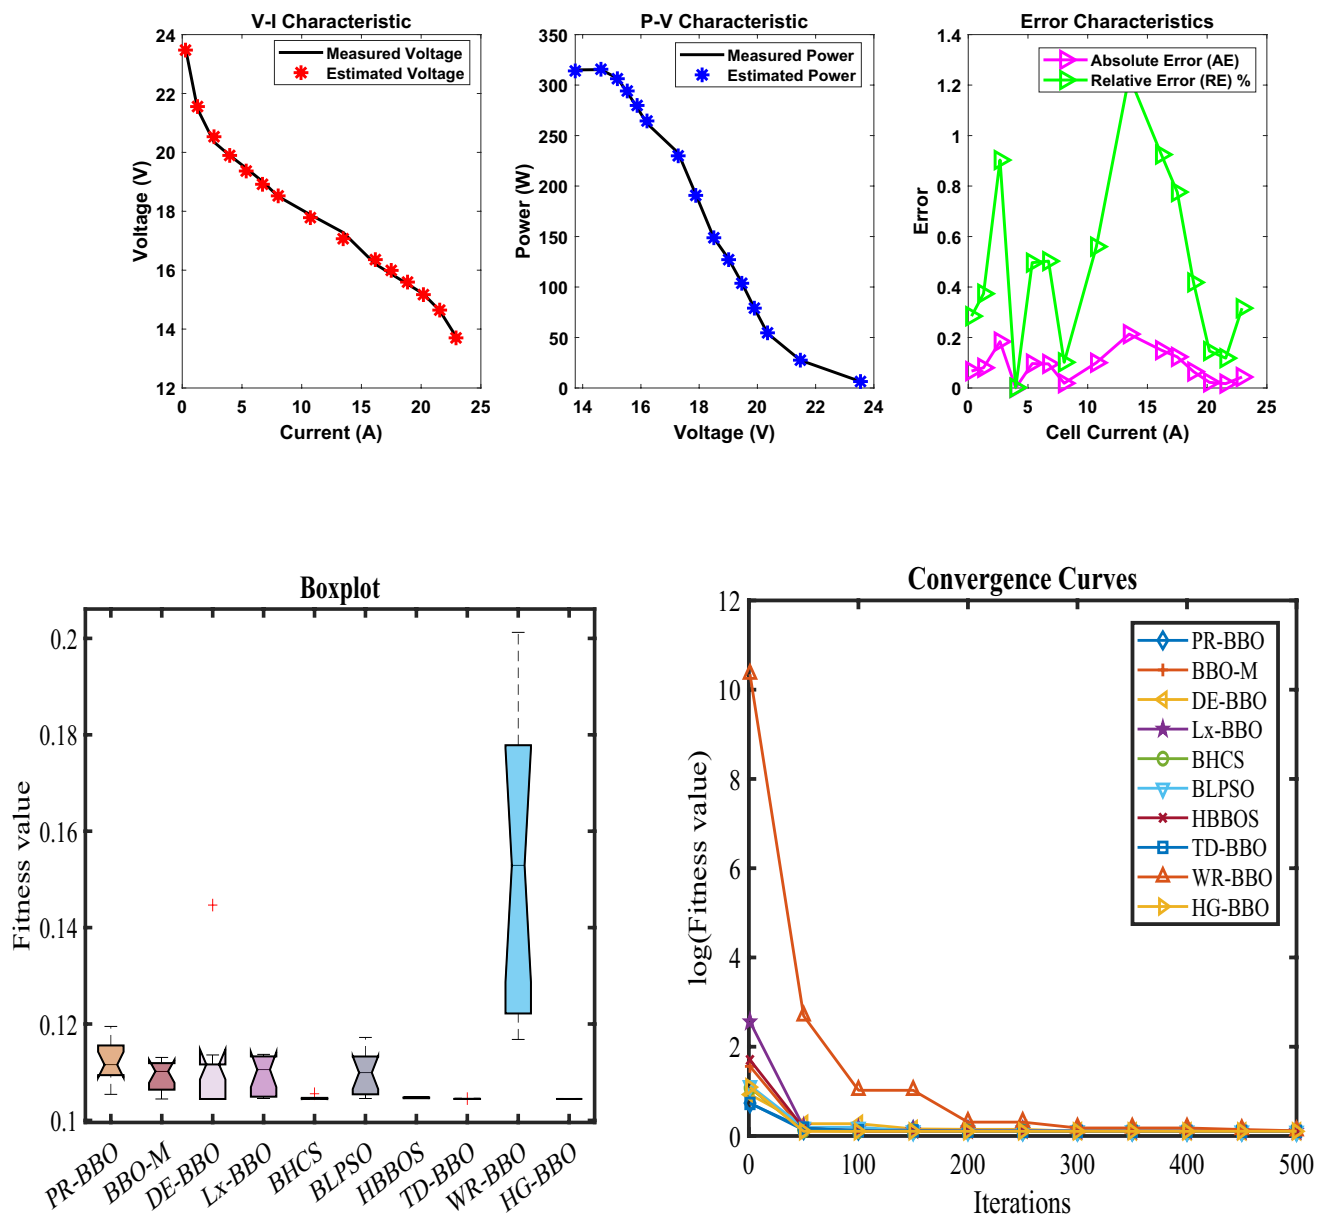 V-I Characteristic
24
22
20
18
16
14
12
0
5
10
15
20
25
Voltage (V)
Current (A)
Measured Voltage
Estimated Voltage
P-V Characteristic
350
300
250
200
150
100
50
0
14
16
18
20
22
24
Power (W)
Voltage (V)
Measured Power
Estimated Power
Error Characteristics
1.4
1.2
1
0.8
0.6
0.4
0.2
0
0
5
10
15
20
25
Error
Cell Current (A)
Absolute Error (AE)
Relative Error (RE) %
Boxplot
0.2
0.18
0.16
0.14
0.12
0.1
Fitness value
PR-BBO
BBO-M
DE-BBO
Lx-BBO
BHCS
BLPSO
HBBOS
TD-BBO
WR-BBO
HG-BBO
Convergence Curves
12
10
8
6
4
2
0
0
100
200
300
400
500
log(Fitness value)
Iterations
PR-BBO
BBO-M
DE-BBO
Lx-BBO
BHCS
BLPSO
HBBOS
TD-BBO
WR-BBO
HG-BBO